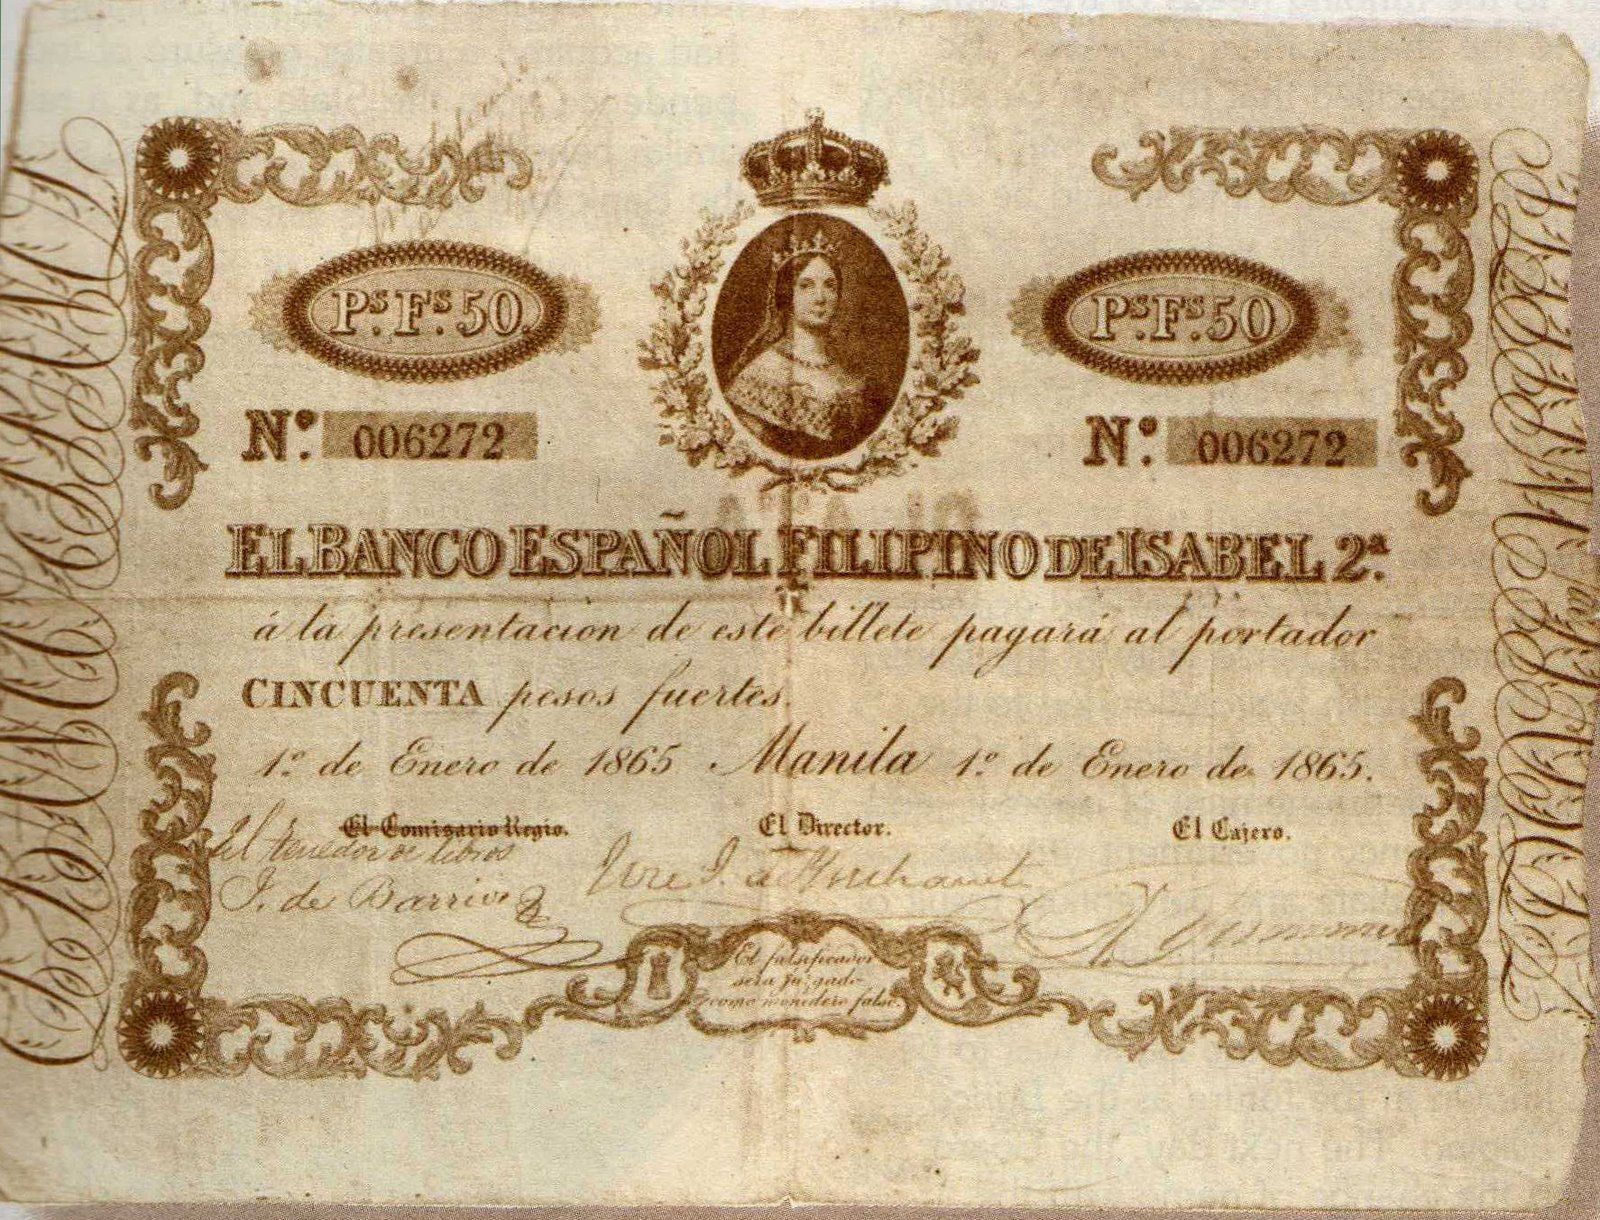 Ps. Fs. 50.
Ps. Fs. 50
No. 006272
No. 006272
EL BANCO ESPAÑOL FILIPINO DE ISABEL 2ª.
á la presentacion de este billete pagará al portador
CINCUENTA pesos fuertes.
1º de Enero de 1865 Manila 1º de Enero de 1865.
El Comisario Regio.
El Director.
El Cajero.
El tenedor de libros
J. de Barrio
El falsificador
será juzgado
como monedero falso.